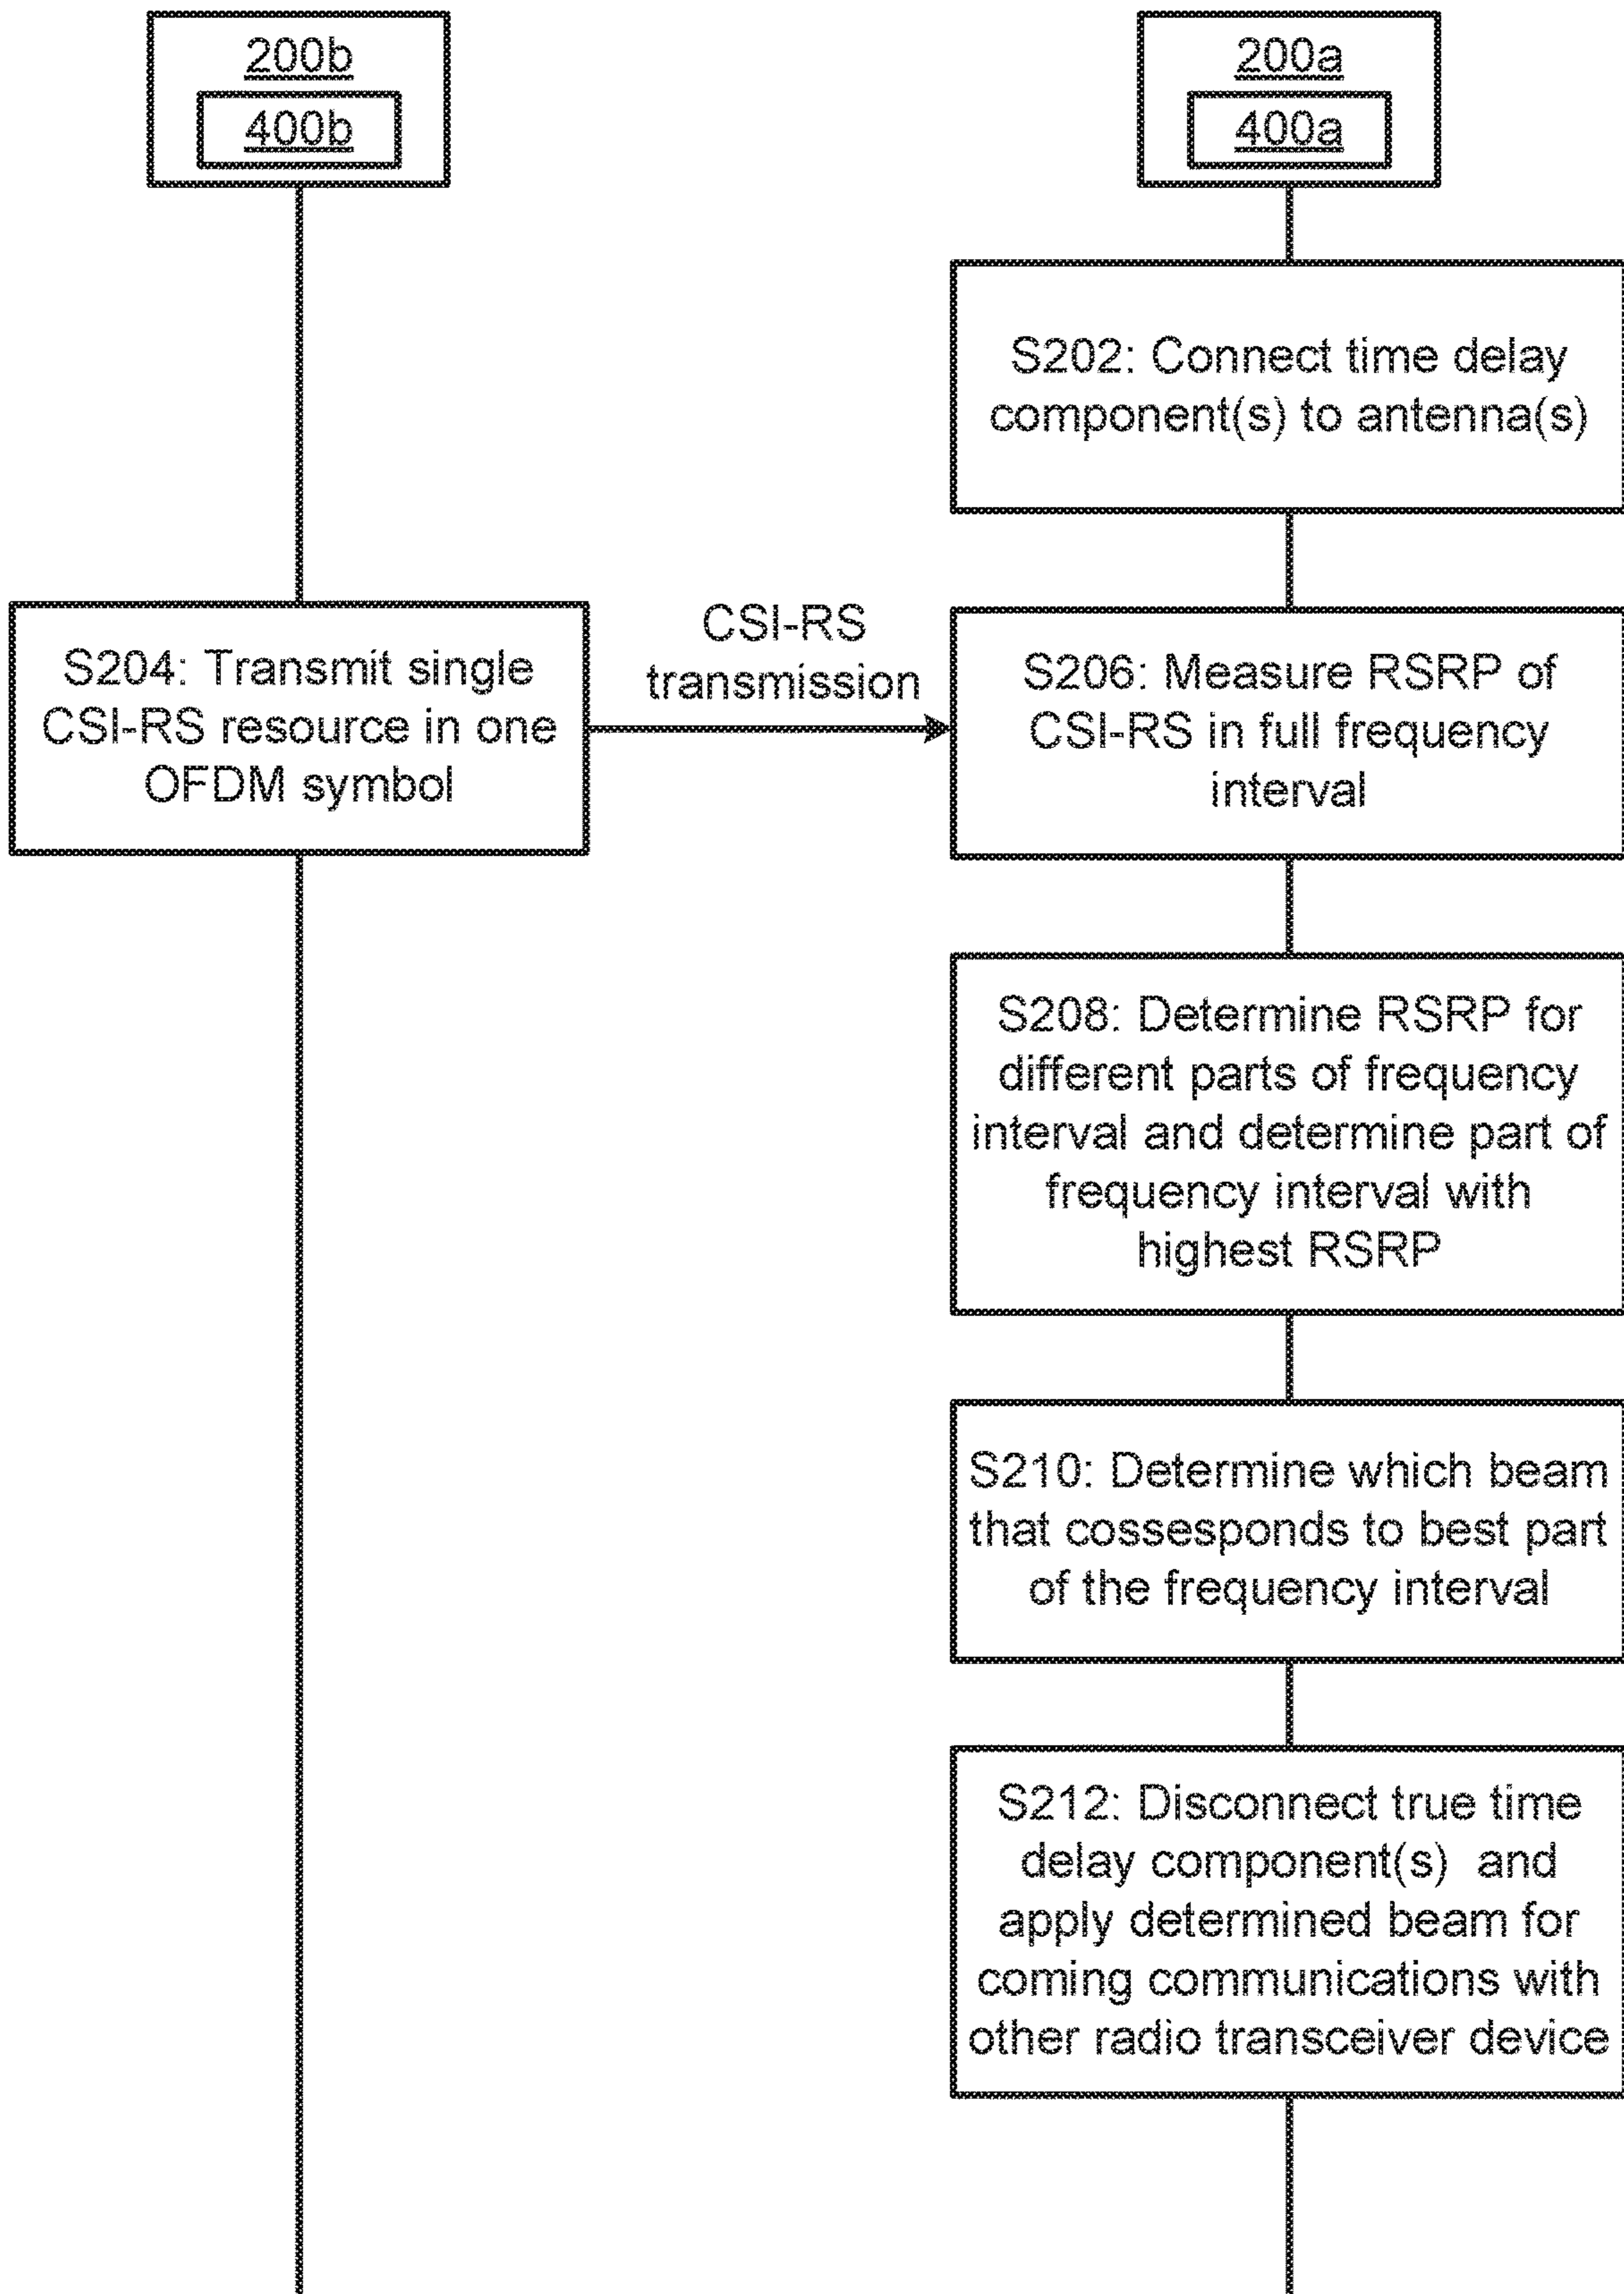 200b
400b
200a
400a
S202: Connect time delay
component(s) to antenna(s)
S204: Transmit single
CSI-RS resource in one
OFDM symbol
CSI-RS
transmission
S206: Measure RSRP of
CSI-RS in full frequency
interval
S208: Determine RSRP for
different parts of frequency
interval and determine part of
frequency interval with
highest RSRP
S210: Determine which beam
that cossesponds to best part
of the frequency interval
S212: Disconnect true time
delay component(s) and
apply determined beam for
coming communications with
other radio transceiver device